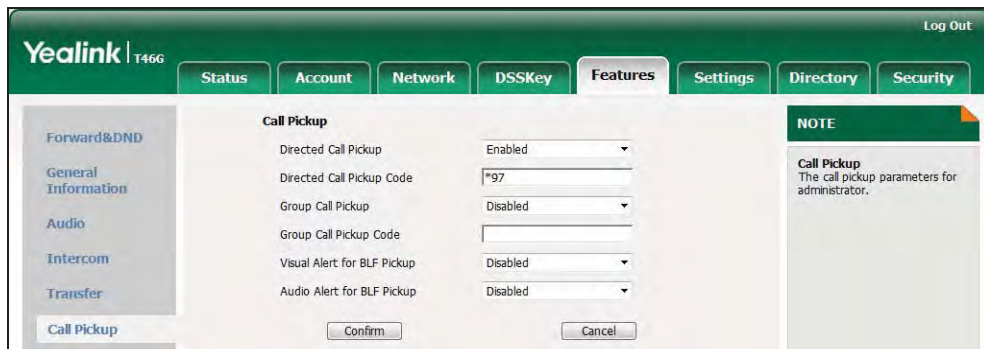 Log Out
Yealink T46G
Status Account Network DSSKey Features Settings Directory Security
Forward&DND
General
Information
Audio
Intercom
Transfer
Call Pickup
Call Pickup
Directed Call Pickup Enabled
Directed Call Pickup Code *97
Group Call Pickup Disabled
Group Call Pickup Code
Visual Alert for BLF Pickup Disabled
Audio Alert for BLF Pickup Disabled
Confirm Cancel
NOTE
Call Pickup
The call pickup parameters for
administrator.